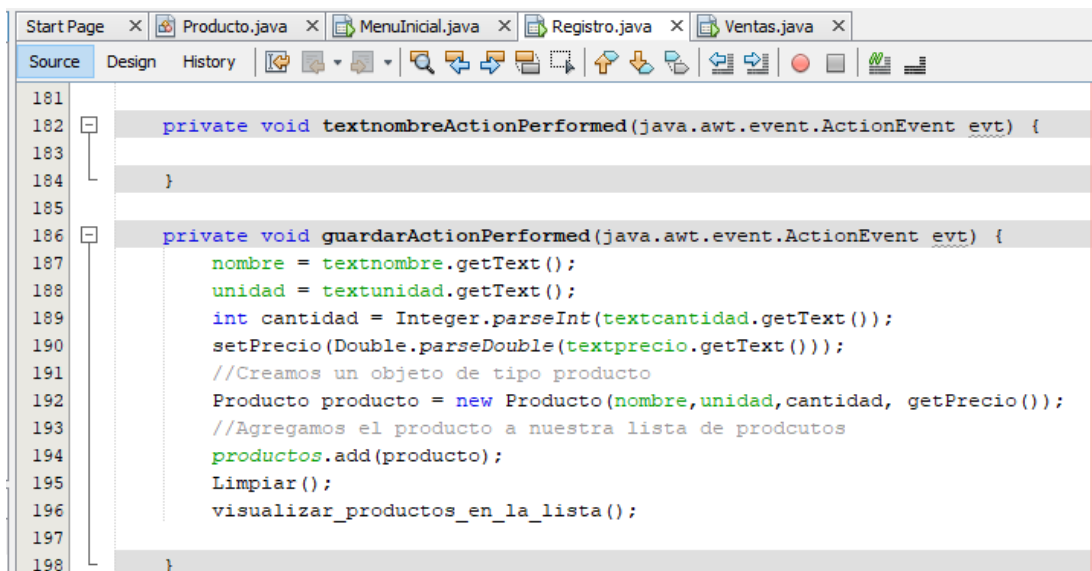 Start Page Producto.java MenuInicial.java Registro.java Ventas.java
Source Design History
181
182 private void textnombreActionPerformed(java.awt.event.ActionEvent evt) {
183
184 }
185
186 private void guardarActionPerformed(java.awt.event.ActionEvent evt) {
187 nombre = textnombre.getText();
188 unidad = textunidad.getText();
189 int cantidad = Integer.parseInt(textcantidad.getText());
190 setPrecio(Double.parseDouble(textprecio.getText()));
191 //Creamos un objeto de tipo producto
192 Producto producto = new Producto(nombre,unidad,cantidad, getPrecio());
193 //Agregamos el producto a nuestra lista de prodcutos
194 productos.add(producto);
195 Limpiar();
196 visualizar_productos_en_la_lista();
197
198 }